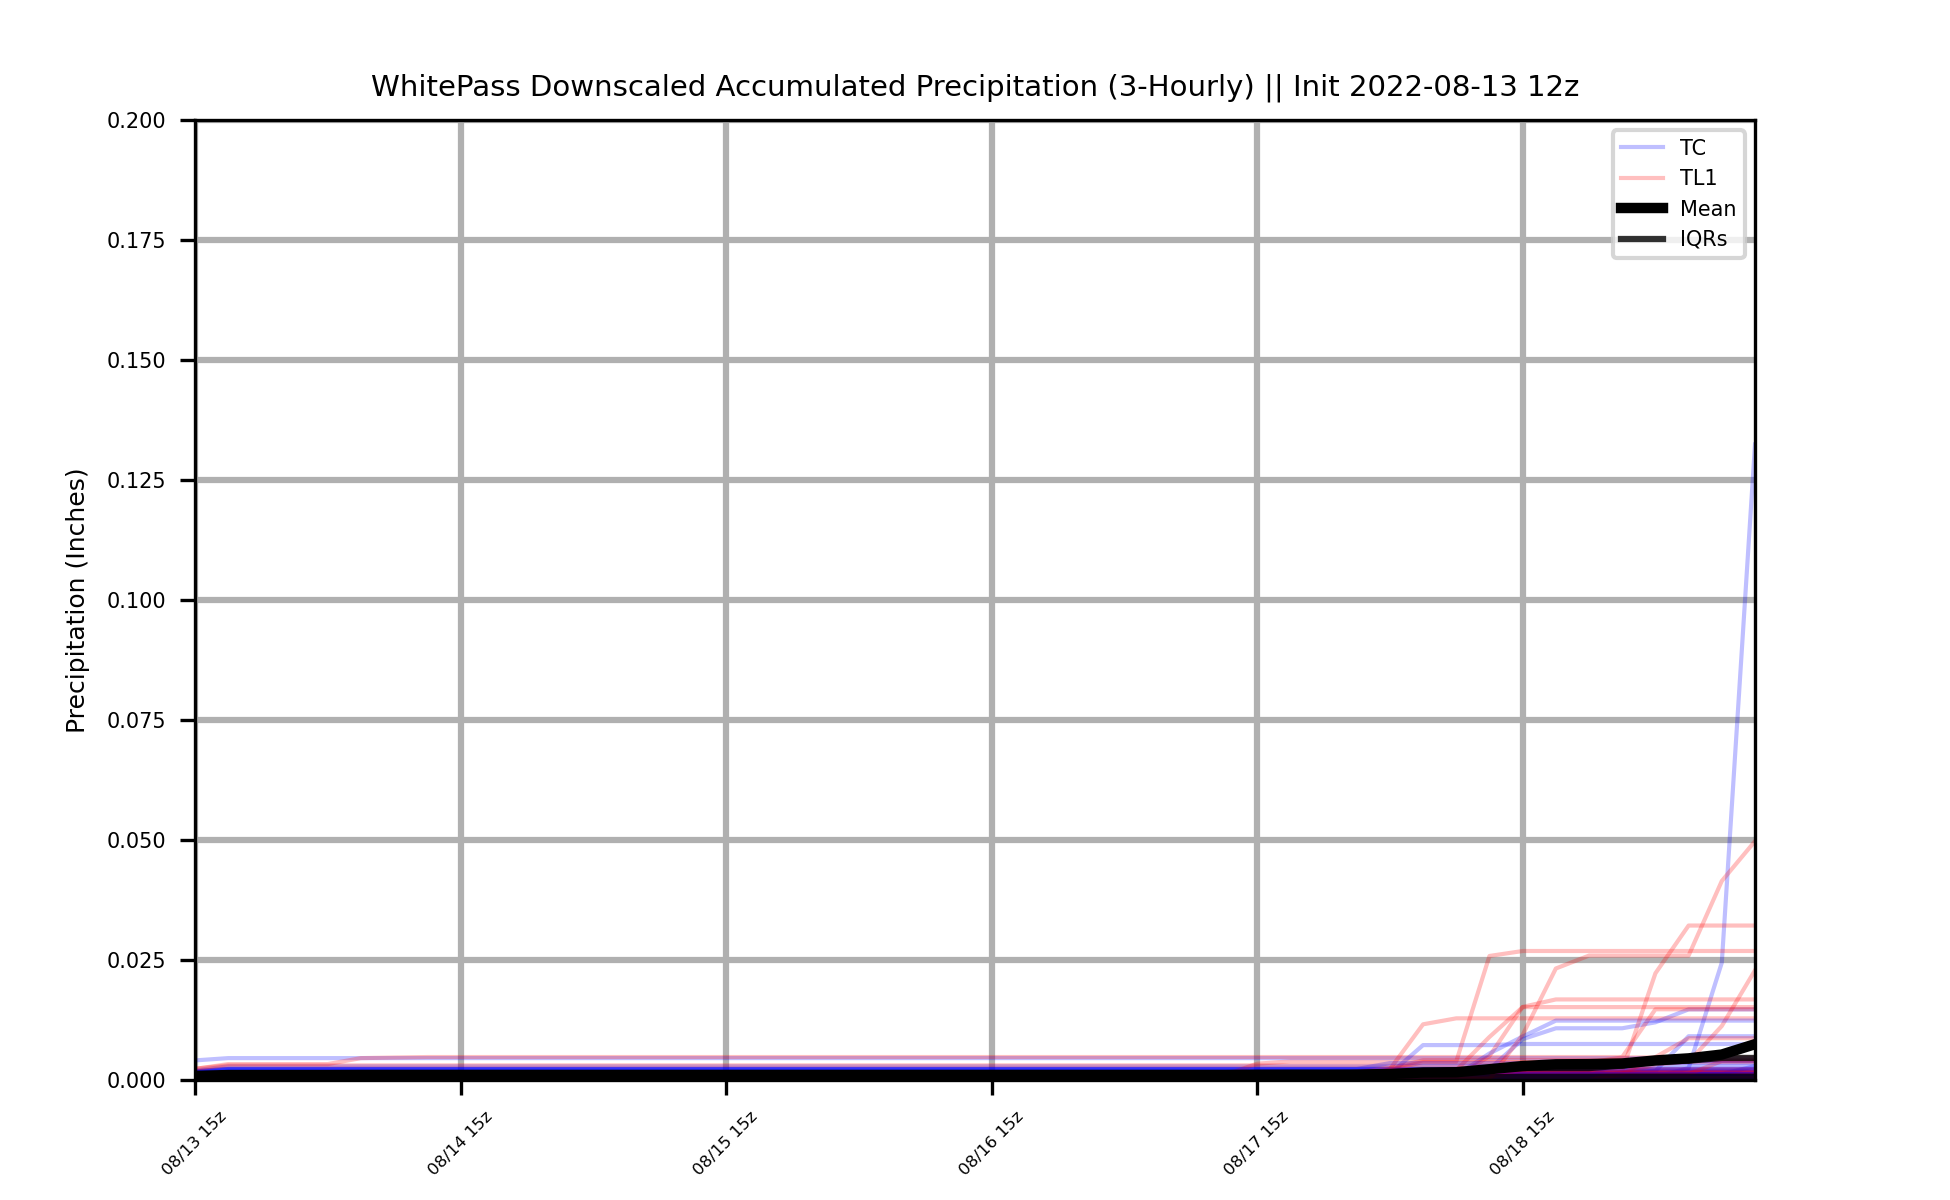 WhitePass Downscaled Accumulated Precipitation (3-Hourly) || Init 2022-08-13 12z
TC
TL1
Mean
IQRs
Precipitation (Inches)
0.200
0.175
0.150
0.125
0.100
0.075
0.050
0.025
0.000
08/13 15z
08/14 15z
08/15 15z
08/16 15z
08/17 15z
08/18 15z